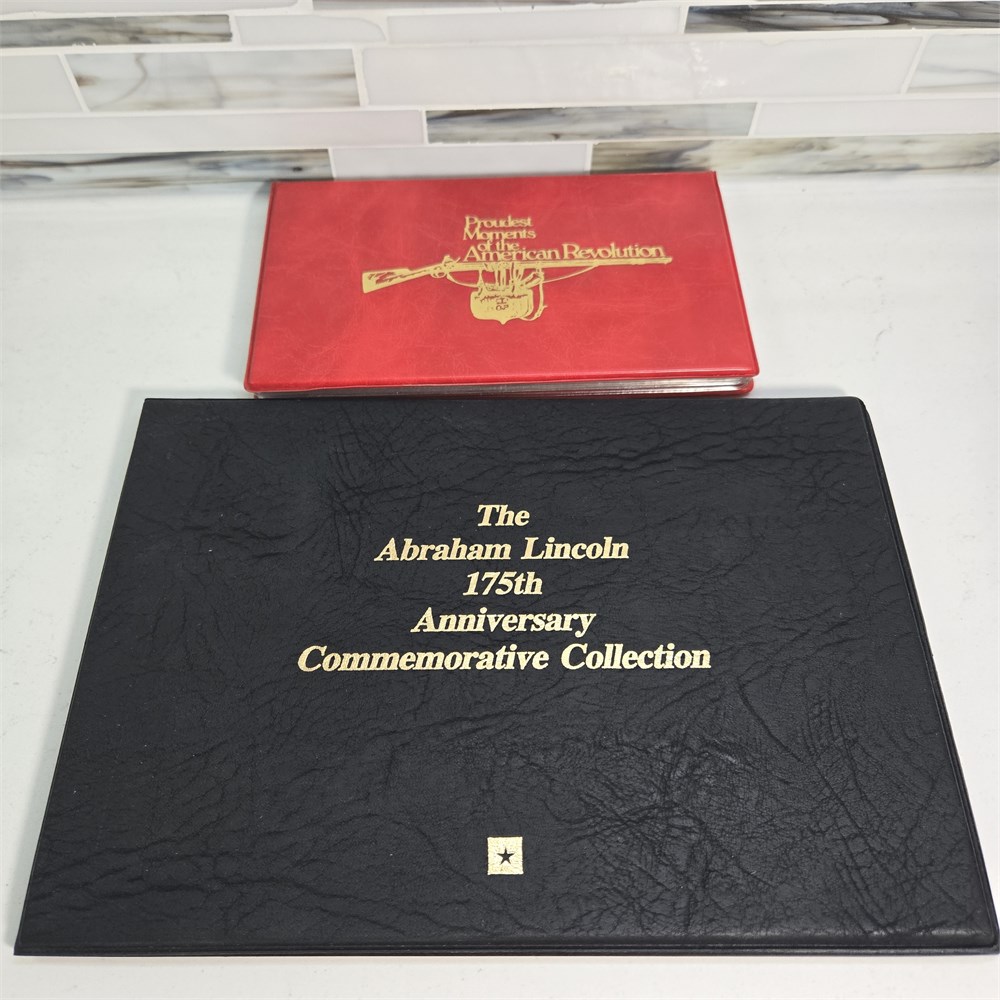 Proudest
Moments
of the
American Revolution
The
Abraham Lincoln
175th
Anniversary
Commemorative Collection